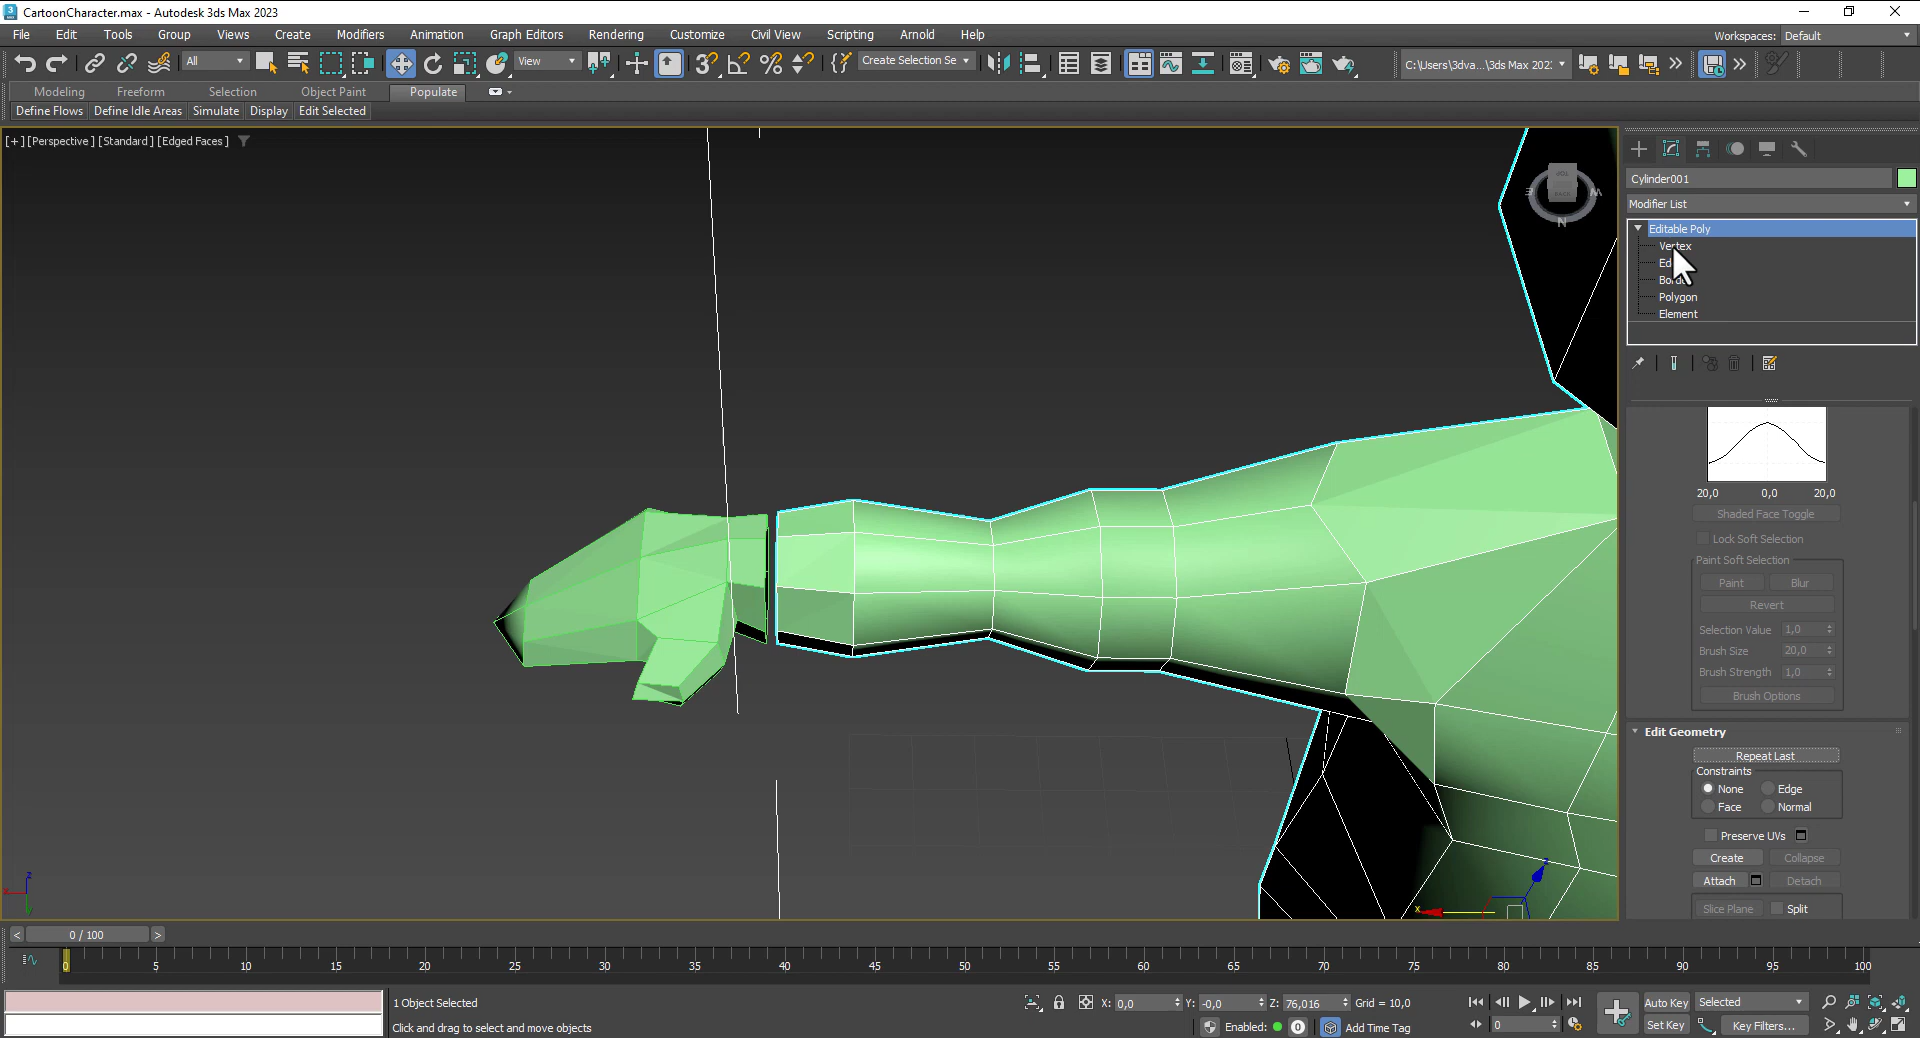 CartoonCharacter.max - Autodesk 3ds Max 2023
File Edit Tools Group Views Create Modifiers Animation Graph Editors Rendering Customize Civil View Scripting Arnold Help
Workspaces: Default
All View Create Selection Se C:\Users\3dva...\3ds Max 202:
Modeling Freeform Selection Object Paint Populate
Define Flows Define Idle Areas Simulate Display Edit Selected
[+] [Perspective] [Standard] [Edged Faces]
Cylinder001
Modifier List
Editable Poly
Vertex
Polygon
Element
20,0 0,0 20,0
Shaded Face Toggle
Lock Soft Selection
Paint Soft Selection
Paint Blur
Revert
Selection Value 1,0
Brush Size 20,0
Brush Strength 1,0
Brush Options
Edit Geometry
Repeat Last
Constraints
None Edge
Face Normal
Preserve UVs
Create Collapse
Attach Detach
Slice Plane Split
N
x z
< 0 / 100 >
0 5 10 15 20 25 30 35 40 45 50 55 60 65 70 75 80 85 90 95 100
1 Object Selected
X: 0,0 Y: -0,0 Z: 76,016 Grid = 10,0
Auto Key Selected
Click and drag to select and move objects
Enabled: 0 Add Time Tag
0 Set Key Key Filters...